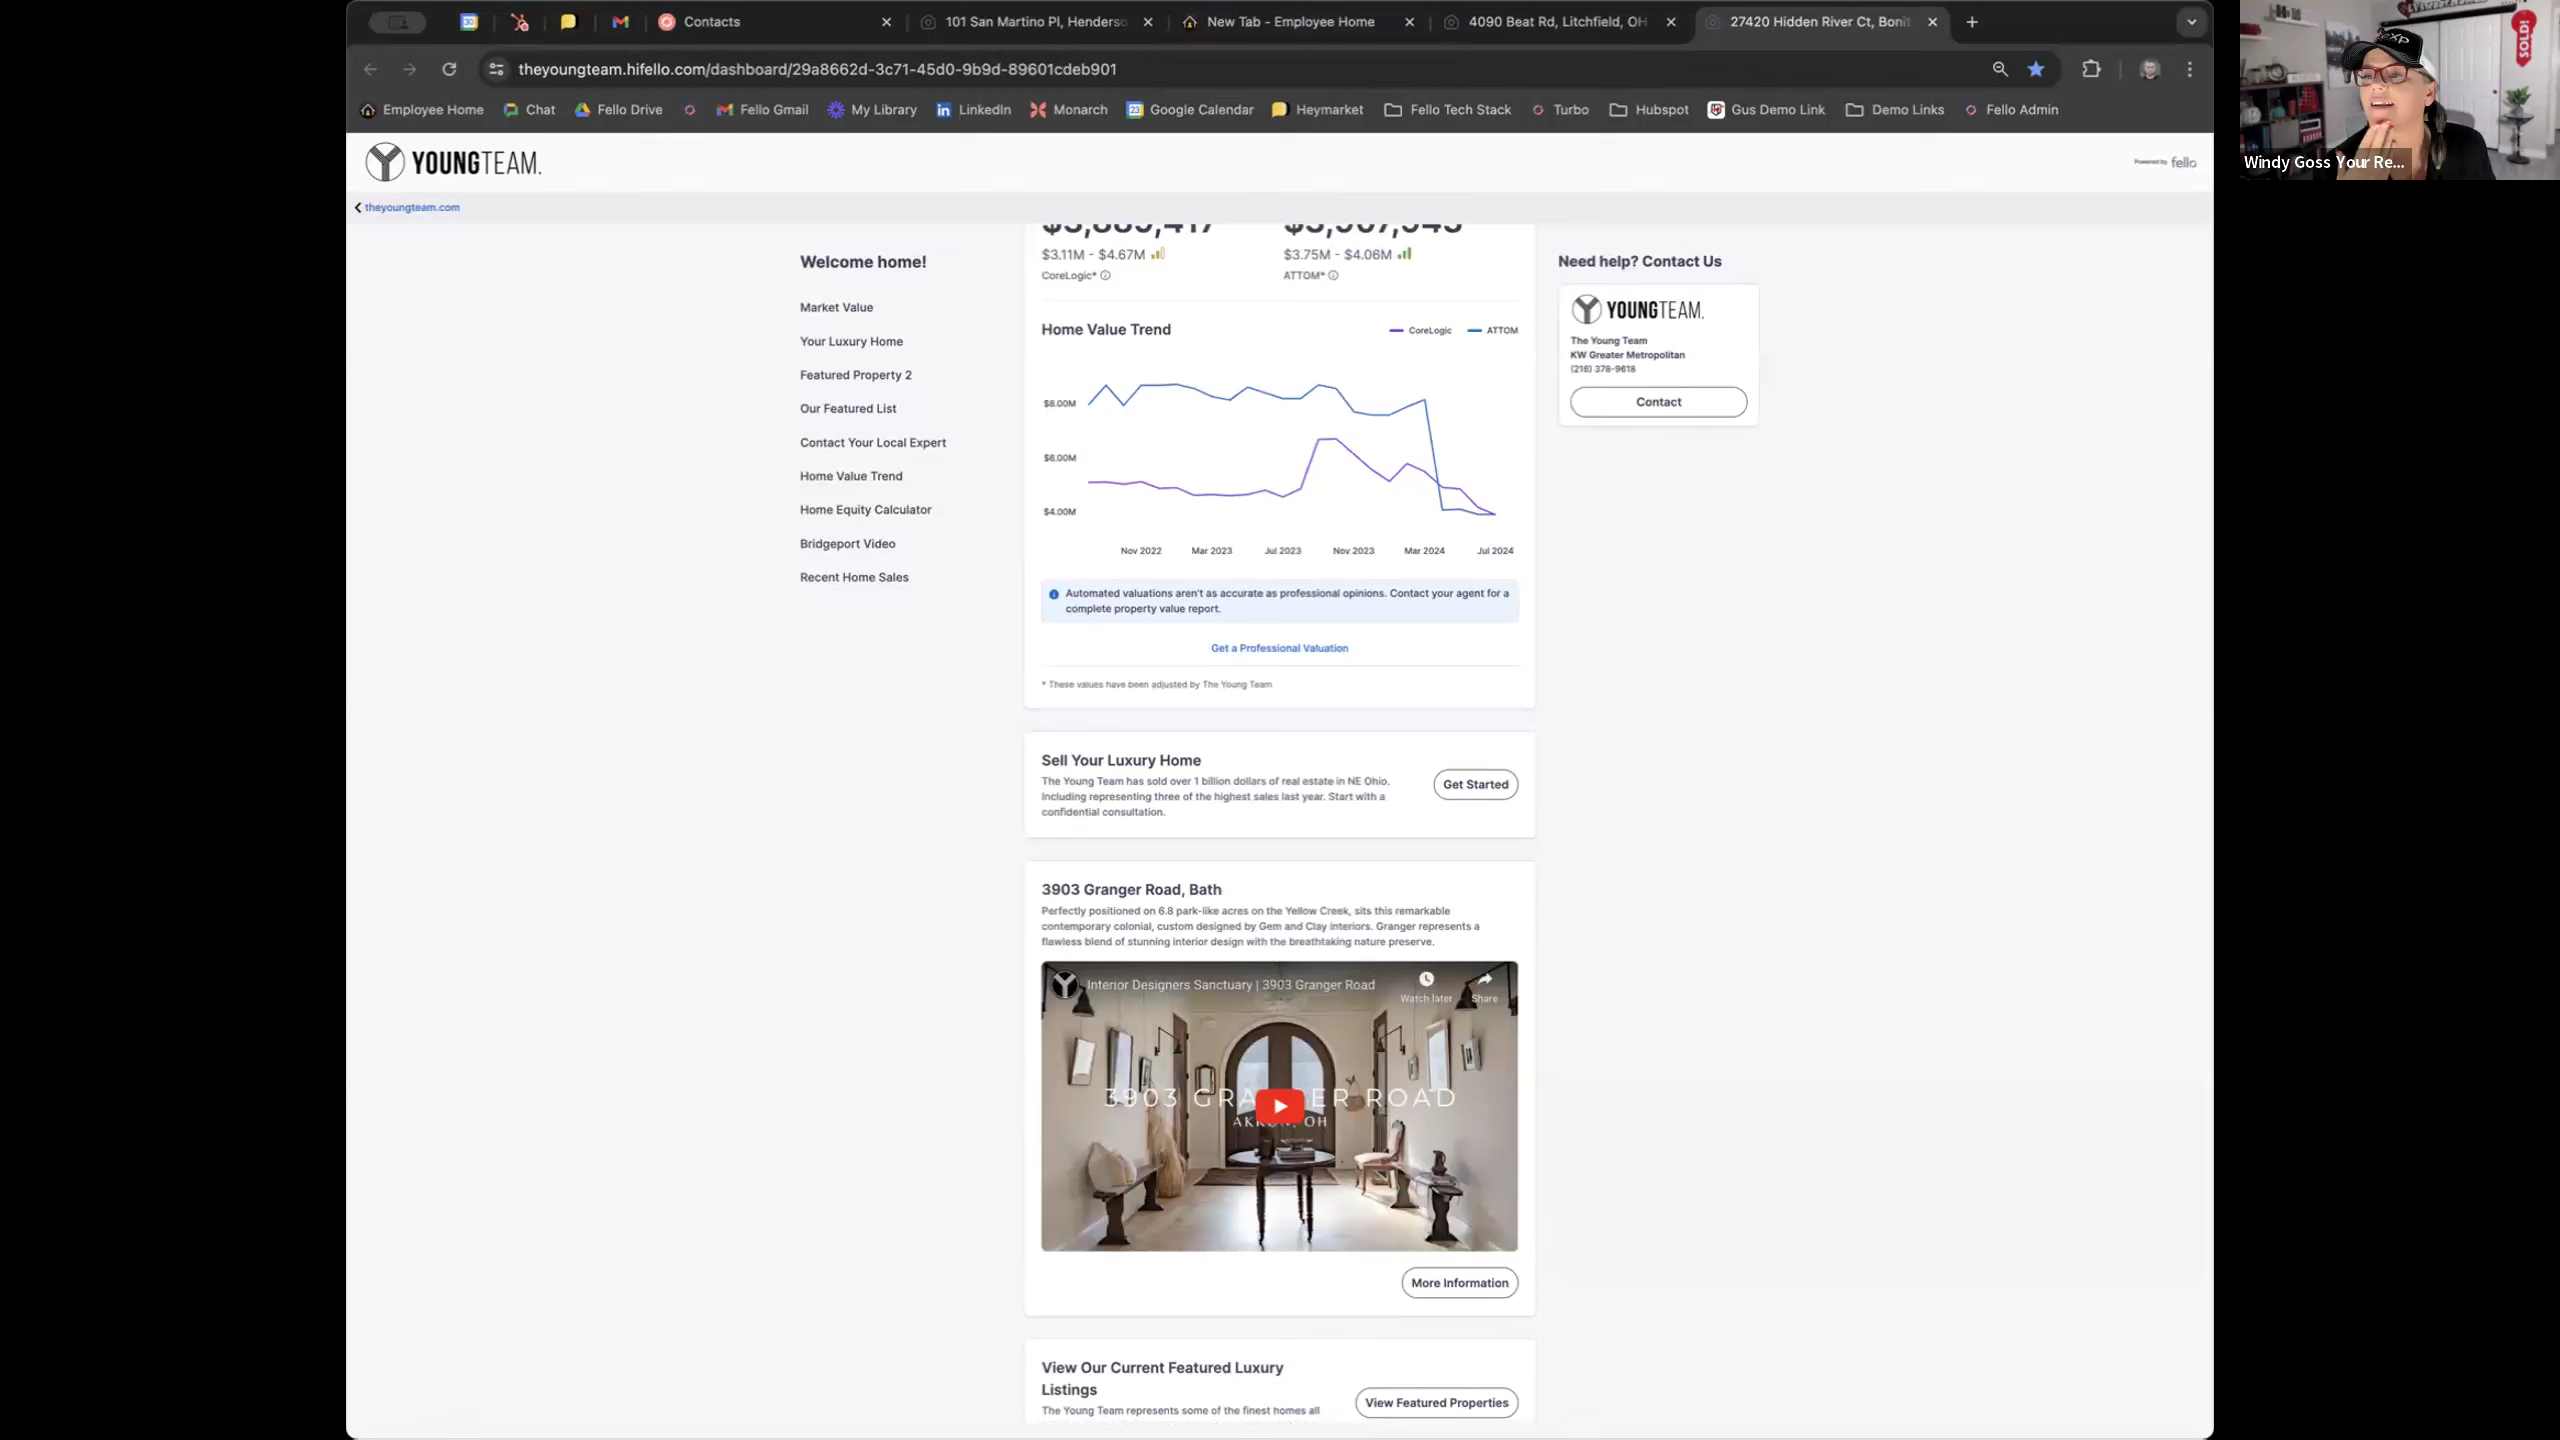 Contacts
101 San Martino Pl, Henderso
New Tab - Employee Home
4090 Beat Rd, Litchfield, OH
27420 Hidden River Ct, Bonit
theyoungteam.hifello.com/dashboard/29a8662d-3c71-45d0-9b9d-89601cdeb901
Employee Home
Chat
Fello Drive
Fello Gmail
My Library
LinkedIn
Monarch
Google Calendar
Heymarket
Fello Tech Stack
Turbo
Hubspot
Gus Demo Link
Demo Links
Fello Admin
YOUNGTEAM.
Powered by fello
theyoungteam.com
Welcome home!
Market Value
Your Luxury Home
Featured Property 2
Our Featured List
Contact Your Local Expert
Home Value Trend
Home Equity Calculator
Bridgeport Video
Recent Home Sales
$3.11M - $4.67M
CoreLogic*
$3.75M - $4.06M
ATTOM*
Home Value Trend
CoreLogic
ATTOM
$8.00M
$6.00M
$4.00M
Nov 2022
Mar 2023
Jul 2023
Nov 2023
Mar 2024
Jul 2024
Automated valuations aren't as accurate as professional opinions. Contact your agent for a
complete property value report.
Get a Professional Valuation
* These values have been adjusted by The Young Team
Sell Your Luxury Home
The Young Team has sold over 1 billion dollars of real estate in NE Ohio.
Including representing three of the highest sales last year. Start with a
confidential consultation.
Get Started
3903 Granger Road, Bath
Perfectly positioned on 6.8 park-like acres on the Yellow Creek, sits this remarkable
contemporary colonial, custom designed by Gem and Clay interiors. Granger represents a
flawless blend of stunning interior design with the breathtaking nature preserve.
Interior Designers Sanctuary | 3903 Granger Road
Watch later
Share
3903 GRA ER ROAD
OH
More Information
View Our Current Featured Luxury
Listings
The Young Team represents some of the finest homes all
View Featured Properties
Need help? Contact Us
YOUNGTEAM.
The Young Team
KW Greater Metropolitan
(216) 378-9618
Contact
SOLD!
Windy Goss Your Re...